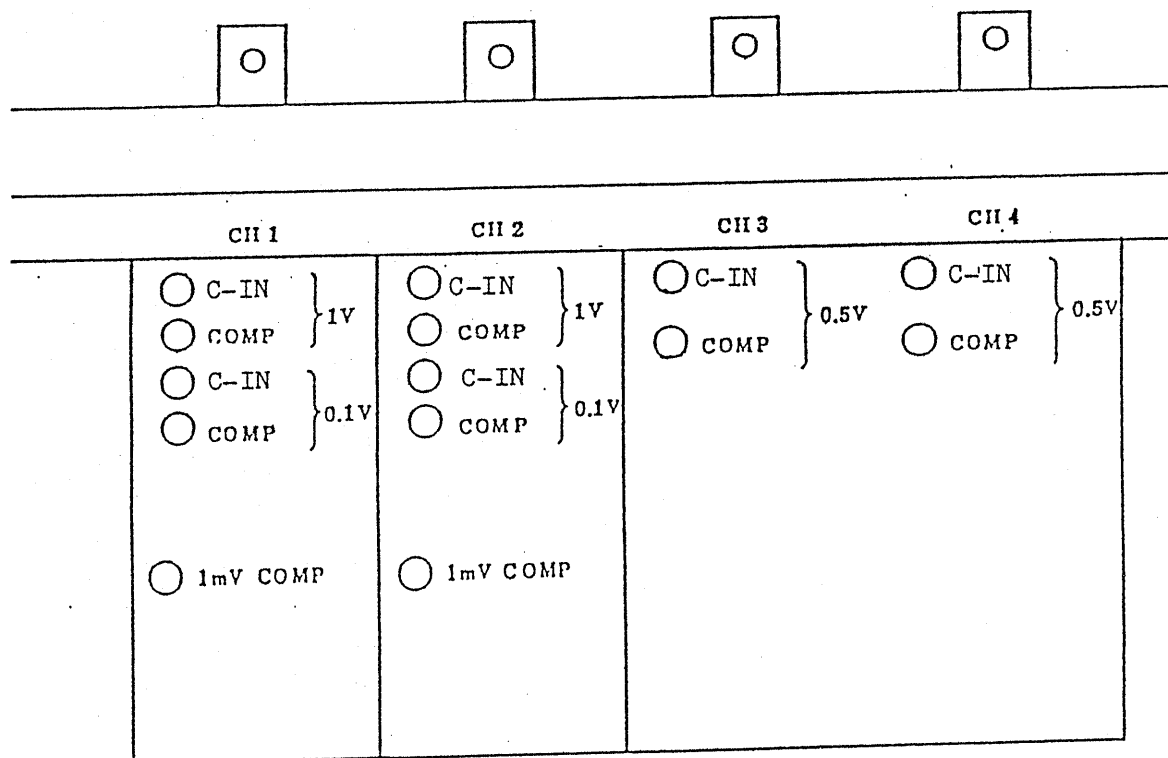 CH 1 CH 2 CH 3 CH 4
C-IN C-IN C-IN C-IN
1V 1V 0.5V 0.5V
COMP COMP COMP COMP
C-IN C-IN
0.1V 0.1V
COMP COMP
1mV COMP 1mV COMP